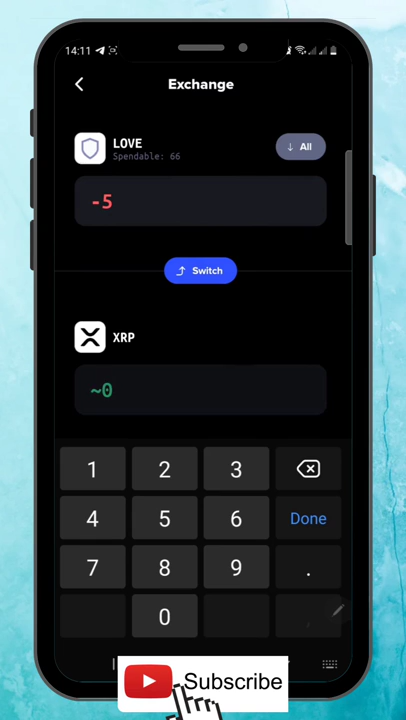 14:11
Exchange
LOVE
Spendable: 66
↓ All
-5
Switch
XRP
~0
1 2 3
4 5 6 Done
7 8 9 .
0
Subscribe